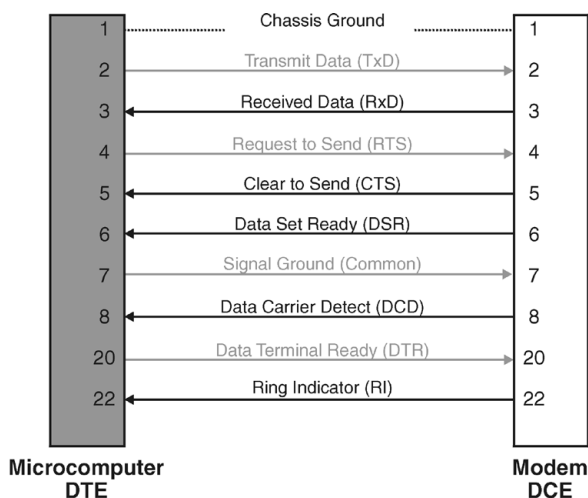 1 Chassis Ground 1
2 Transmit Data (TxD) 2
3 Received Data (RxD) 3
4 Request to Send (RTS) 4
5 Clear to Send (CTS) 5
6 Data Set Ready (DSR) 6
7 Signal Ground (Common) 7
8 Data Carrier Detect (DCD) 8
20 Data Terminal Ready (DTR) 20
22 Ring Indicator (RI) 22
Microcomputer Modem
DTE DCE